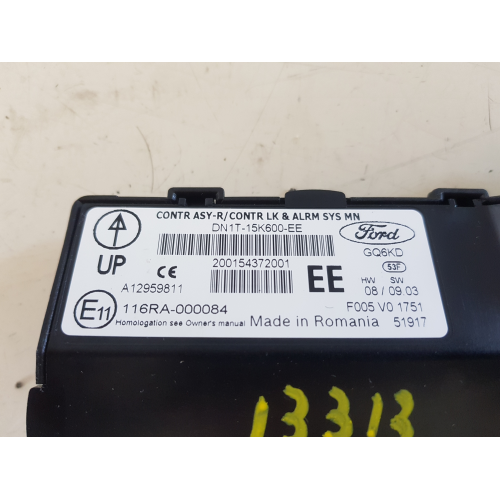 CONTR ASY-R/CONTR LK & ALRM SYS MN
DN1T-15K600-EE
Ford
GQ6KD
UP
CE
200154372001
EE
53F
HW SW
A12959811
08 / 09.03
E11
116RA-000084
F005 V0 1751
Homologation see Owner's manual
Made in Romania
51917
13313